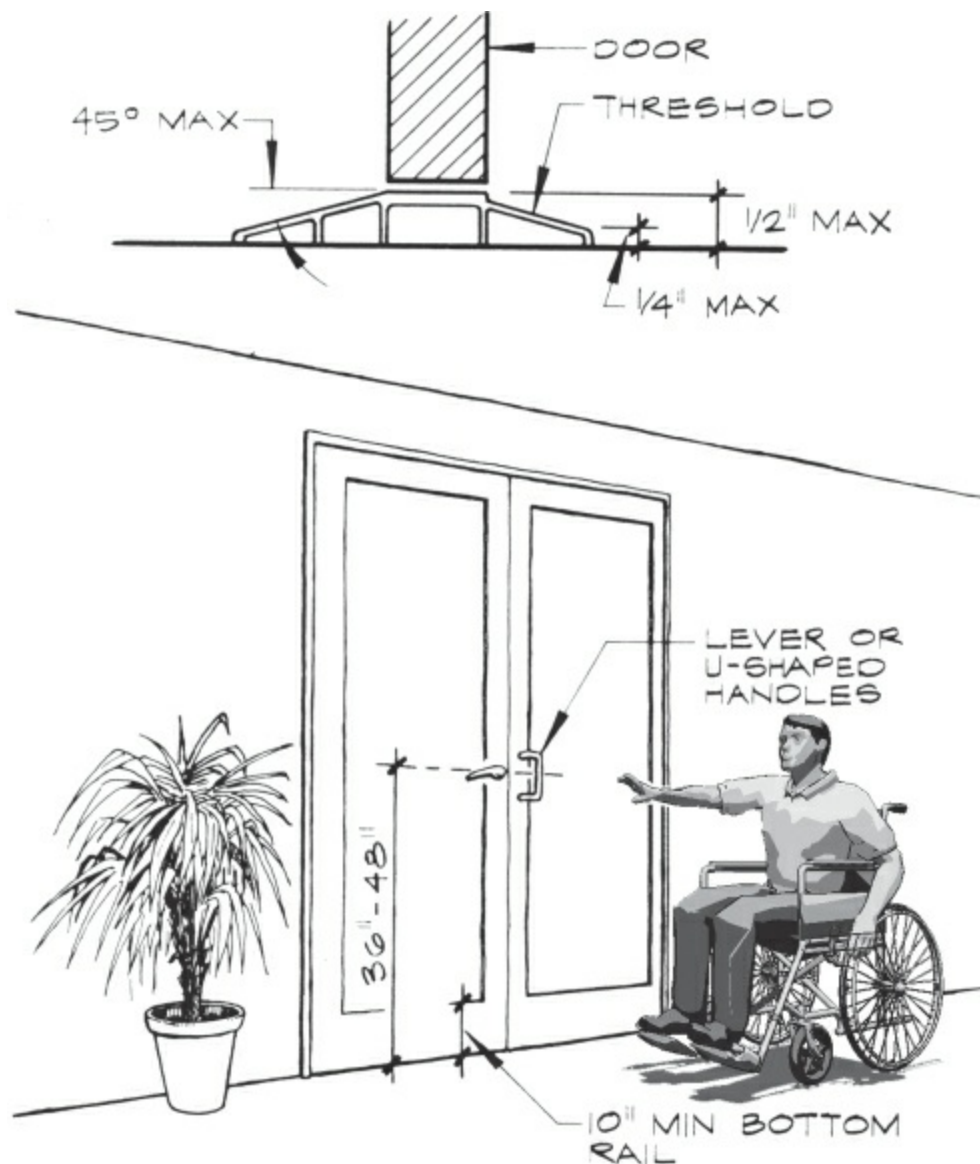 DOOR
THRESHOLD
45° MAX
1/2" MAX
1/4" MAX
LEVER OR
U-SHAPED
HANDLES
36"-48"
10" MIN BOTTOM
RAIL